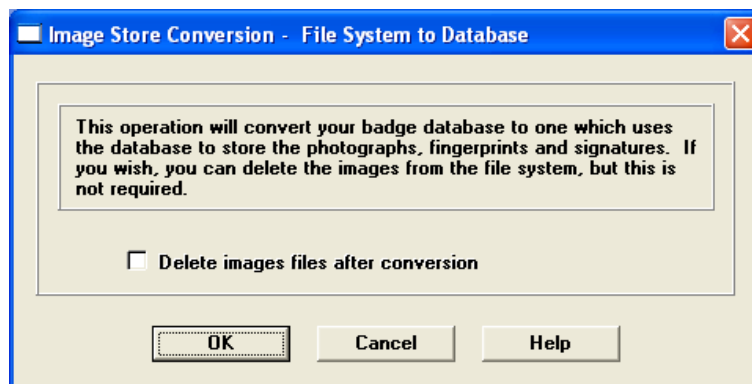 Image Store Conversion - File System to Database
This operation will convert your badge database to one which uses
the database to store the photographs, fingerprints and signatures. If
you wish, you can delete the images from the file system, but this is
not required.
Delete images files after conversion
OK Cancel Help